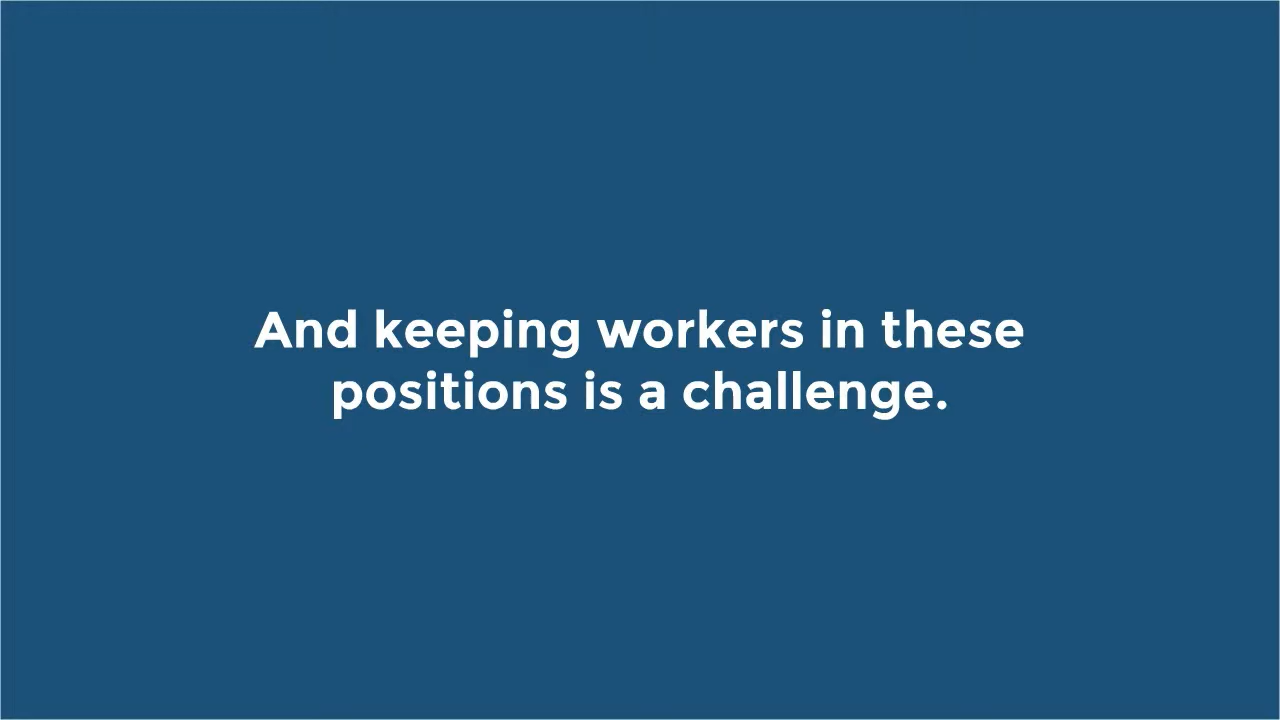 And keeping workers in these
positions is a challenge.